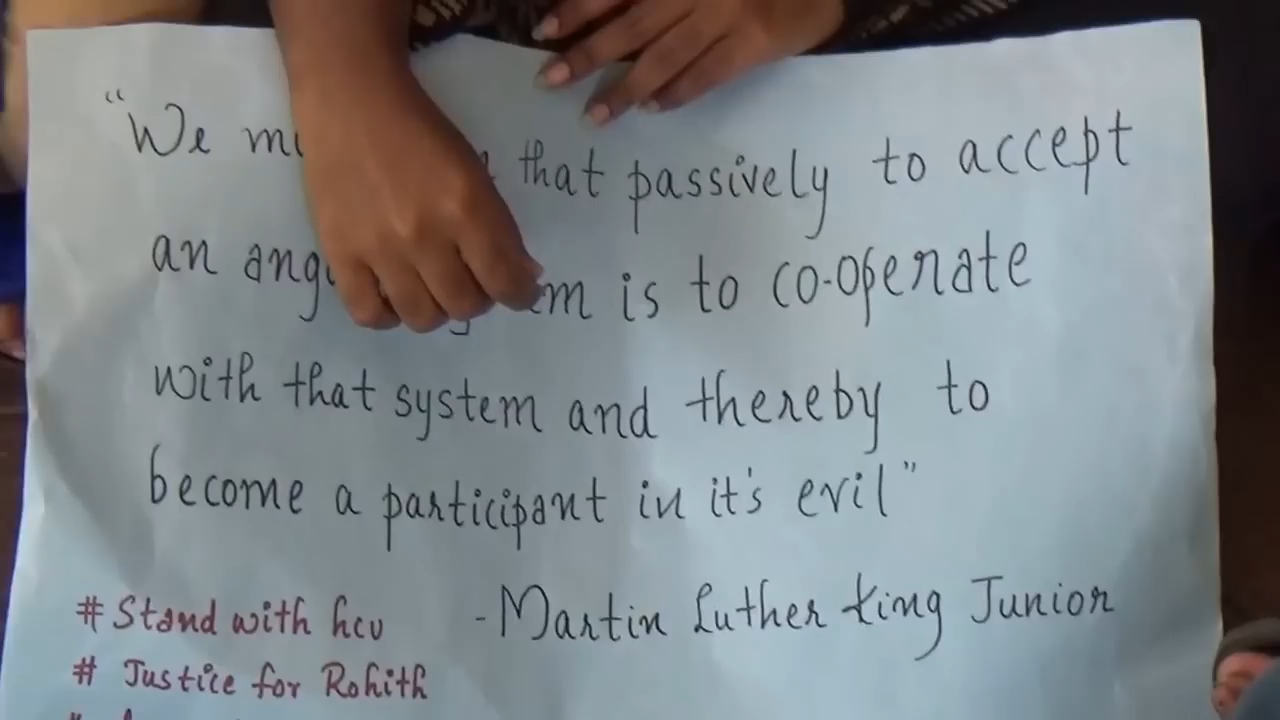 "We that passively to accept
an is to co-operate
with that system and thereby to
become a participant in it's evil"
- Martin Luther King Junior
# Stand with hcu
# Justice for Rohith